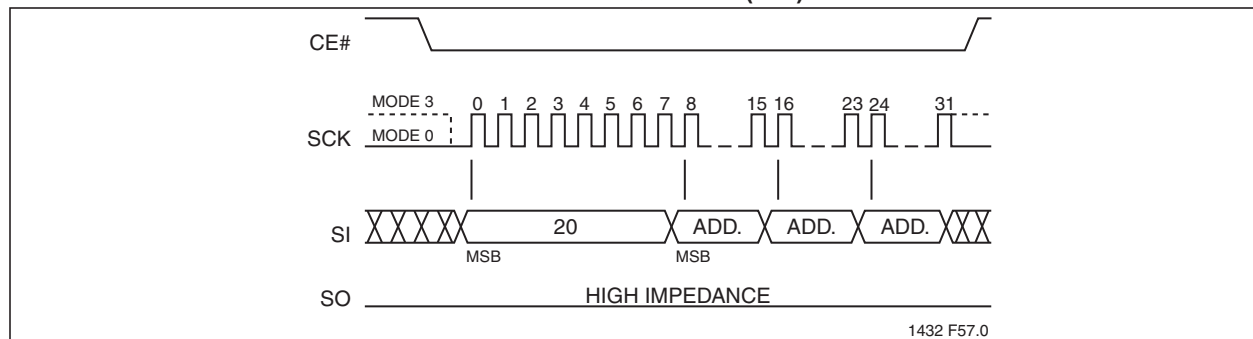 CE#
MODE 3
0 1 2 3 4 5 6 7 8 15 16 23 24 31
SCK
MODE 0
SI
20
ADD.
ADD.
ADD.
MSB
MSB
SO
HIGH IMPEDANCE
1432 F57.0